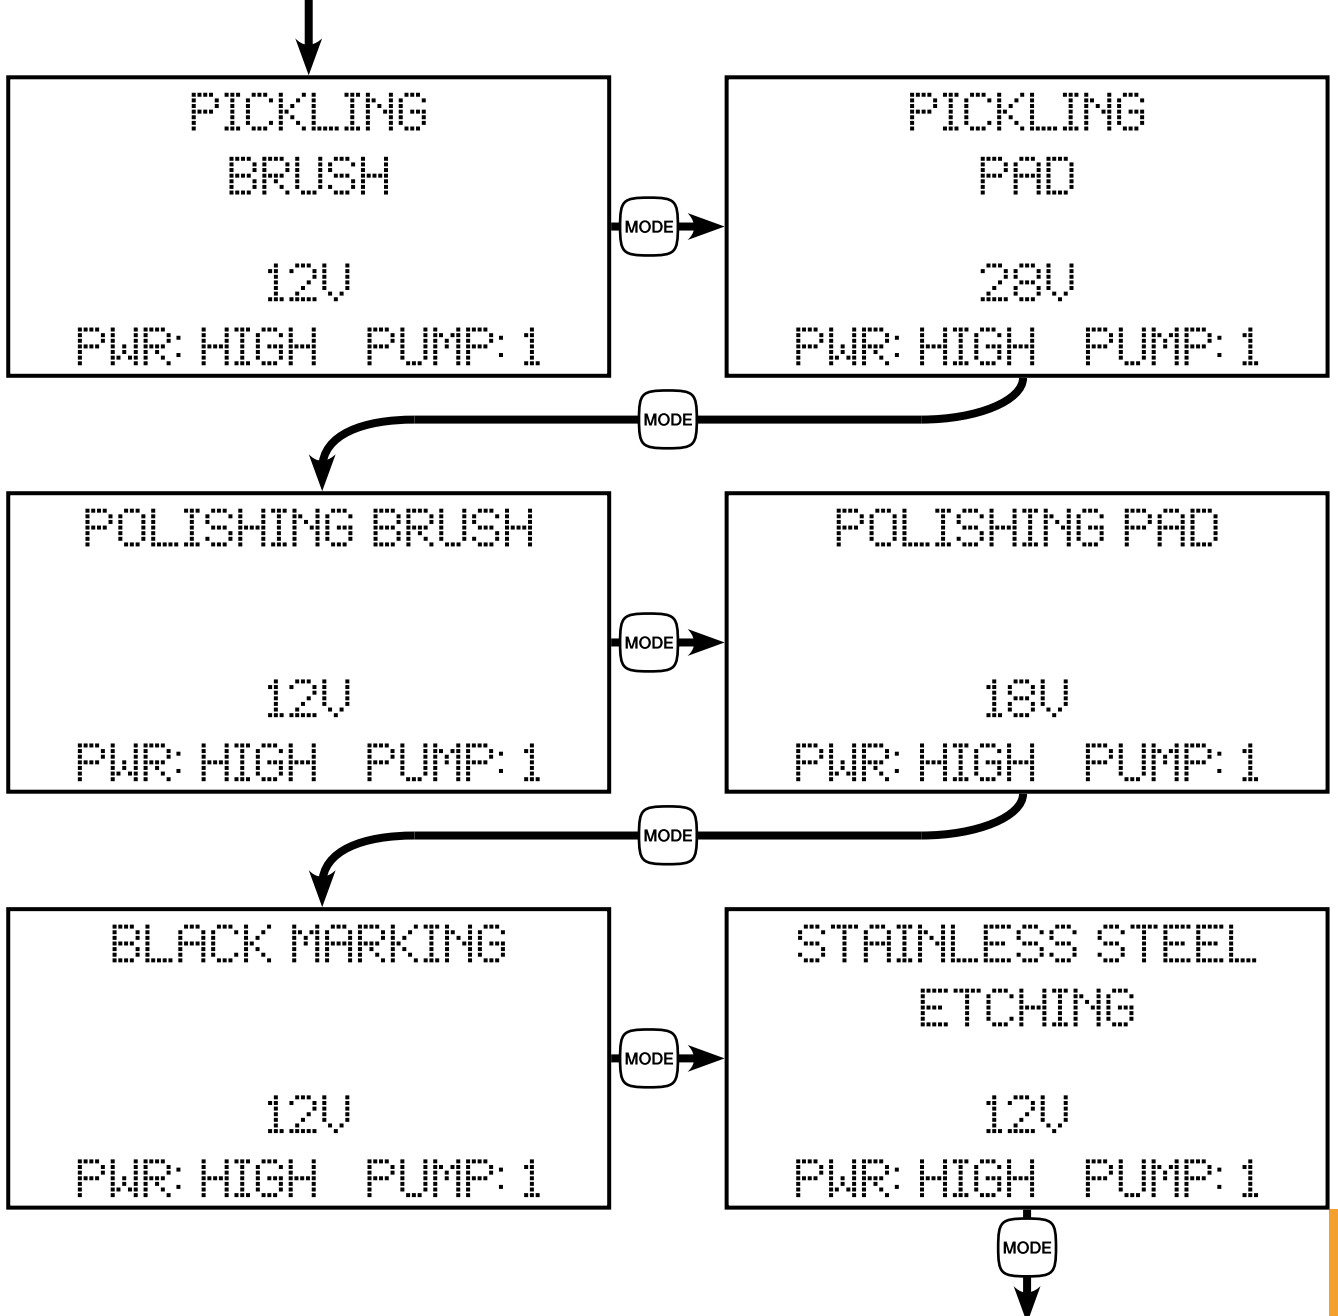 PICKLING
BRUSH
12V
PWR: HIGH PUMP: 1
MODE
PICKLING
PAD
28V
PWR: HIGH PUMP: 1
MODE
POLISHING BRUSH
12V
PWR: HIGH PUMP: 1
MODE
POLISHING PAD
18V
PWR: HIGH PUMP: 1
MODE
BLACK MARKING
12V
PWR: HIGH PUMP: 1
MODE
STAINLESS STEEL
ETCHING
12V
PWR: HIGH PUMP: 1
MODE